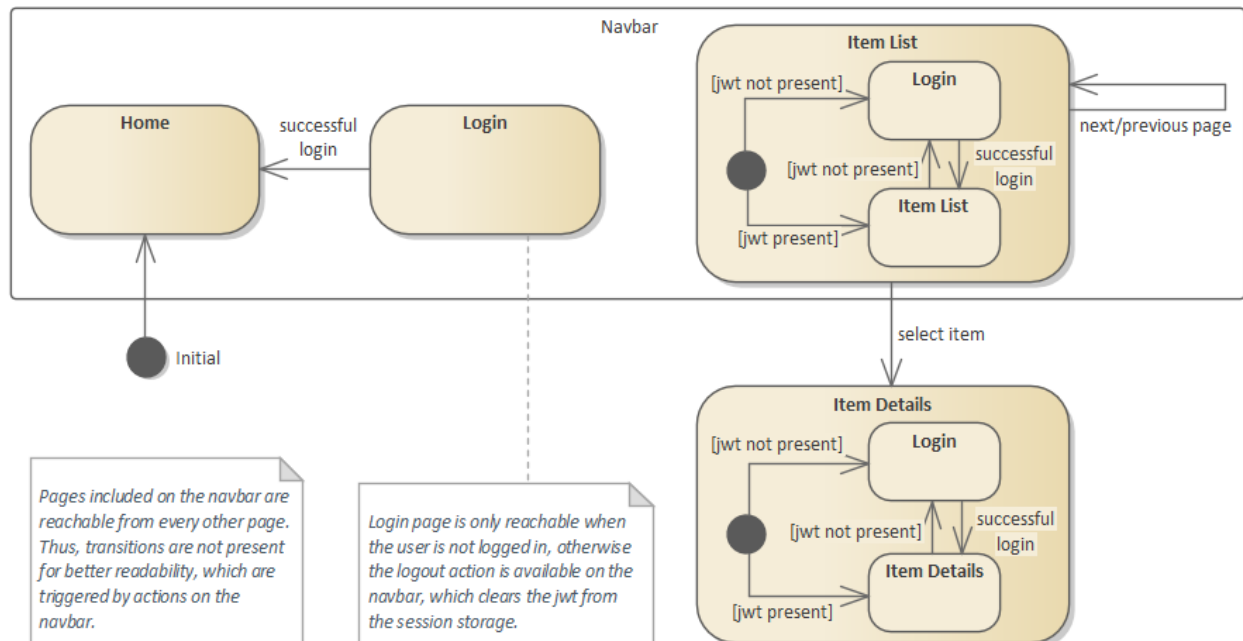 Navbar
Home
successful
login
Login
Item List
[jwt not present]
Login
next/previous page
[jwt not present]
successful
login
Item List
[jwt present]
Initial
select item
Item Details
[jwt not present]
Login
[jwt not present]
successful
login
Item Details
[jwt present]
Pages included on the navbar are
reachable from every other page.
Thus, transitions are not present
for better readability, which are
triggered by actions on the
navbar.
Login page is only reachable when
the user is not logged in, otherwise
the logout action is available on the
navbar, which clears the jwt from
the session storage.